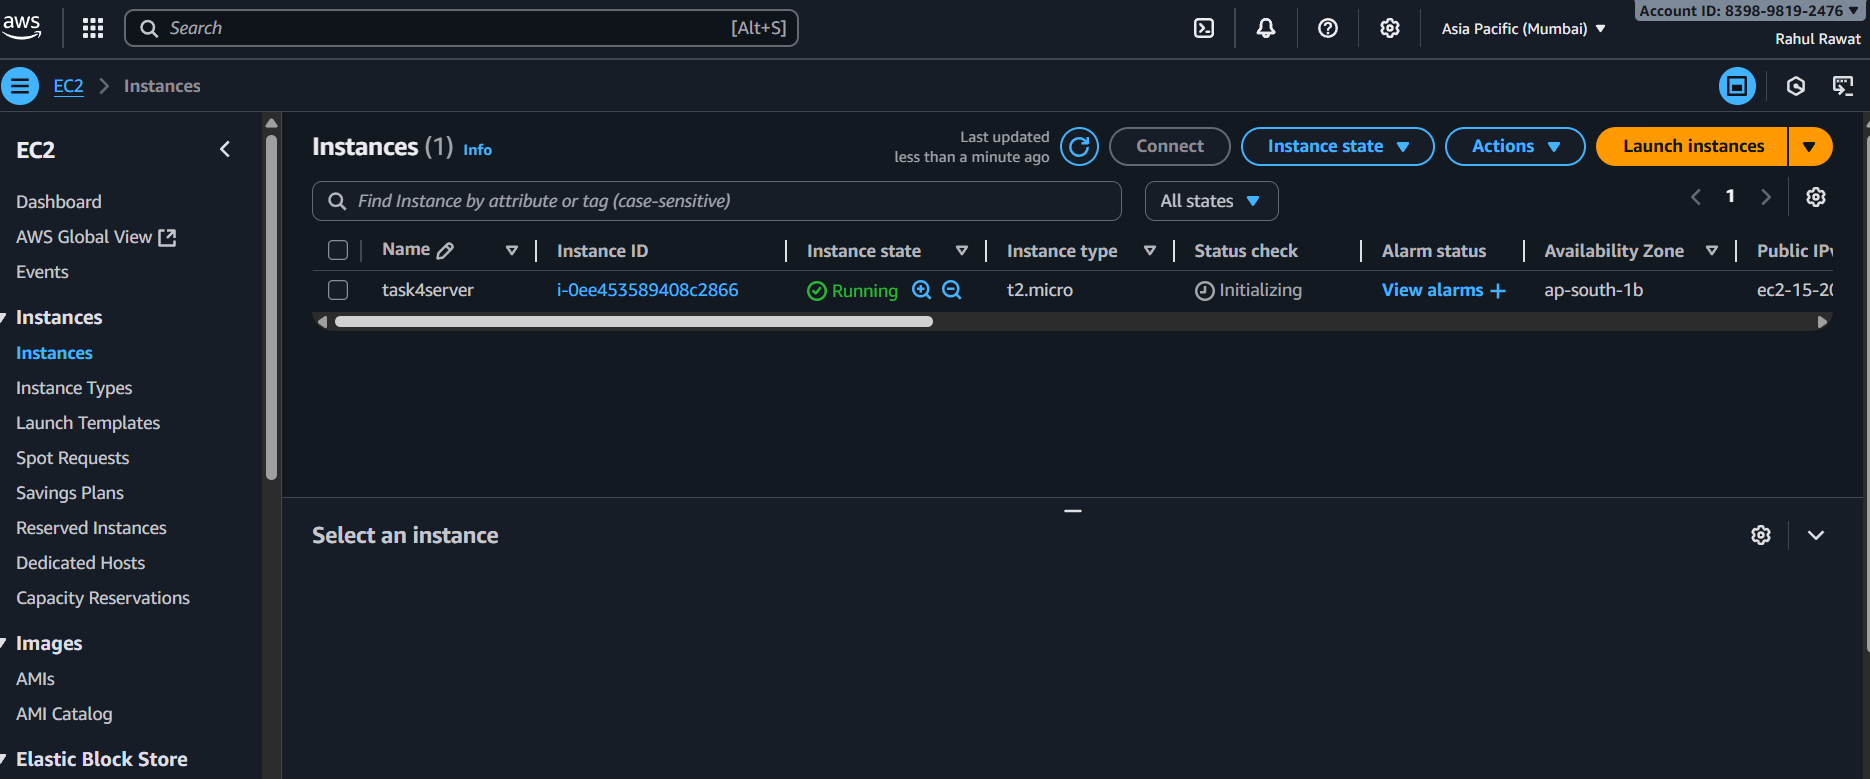 aws
Search [Alt+S]
Asia Pacific (Mumbai)
Account ID: 8398-9819-2476
Rahul Rawat
EC2 Instances
EC2
Dashboard
AWS Global View
Events
Instances
Instances
Instance Types
Launch Templates
Spot Requests
Savings Plans
Reserved Instances
Dedicated Hosts
Capacity Reservations
Images
AMIs
AMI Catalog
Elastic Block Store
Instances (1) Info
Last updated
less than a minute ago
Connect
Instance state
Actions
Launch instances
Find Instance by attribute or tag (case-sensitive)
All states
1
Name Instance ID Instance state Instance type Status check Alarm status Availability Zone Public IPv
task4server i-0ee453589408c2866 Running t2.micro Initializing View alarms + ap-south-1b ec2-15-20
Select an instance